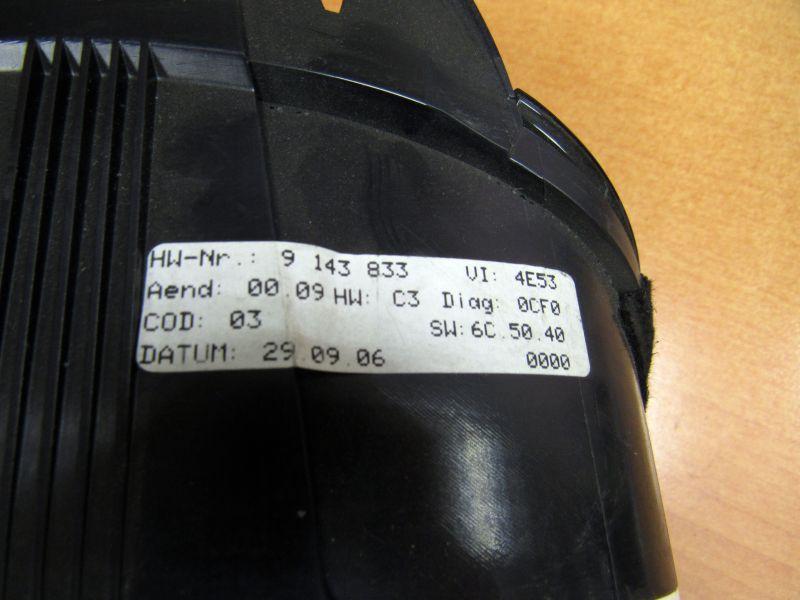 HW-Nr.: 9 143 833 VI: 4E53
Aend: 00.09 HW: C3 Diag: 0CF0
COD: 03 SW:6C.50.40
DATUM: 29.09.06 0000